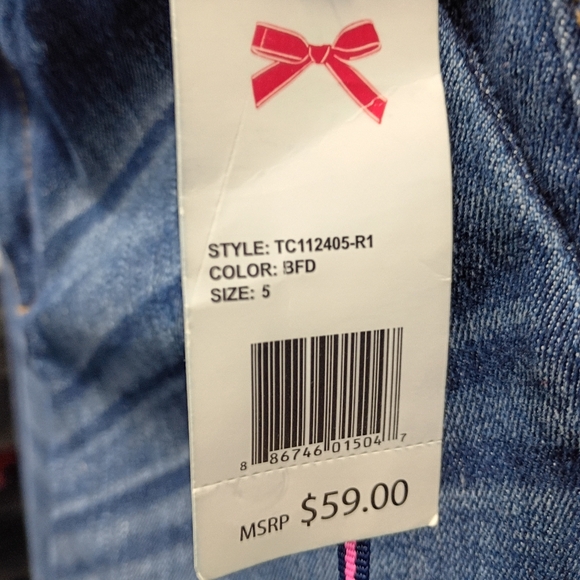 STYLE: TC112405-R1
COLOR: BFD
SIZE: 5
8 86746 01504 7
MSRP $59.00